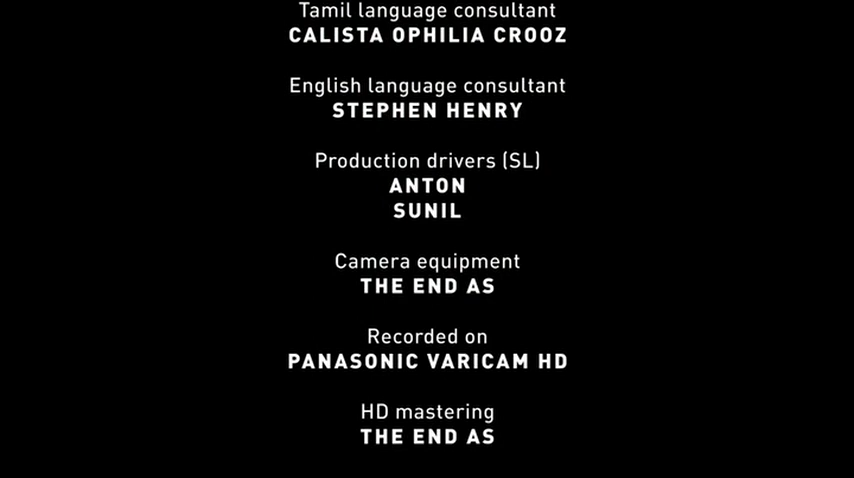 Tamil language consultant
CALISTA OPHILIA CROOZ
English language consultant
STEPHEN HENRY
Production drivers (SL)
ANTON
SUNIL
Camera equipment
THE END AS
Recorded on
PANASONIC VARICAM HD
HD mastering
THE END AS